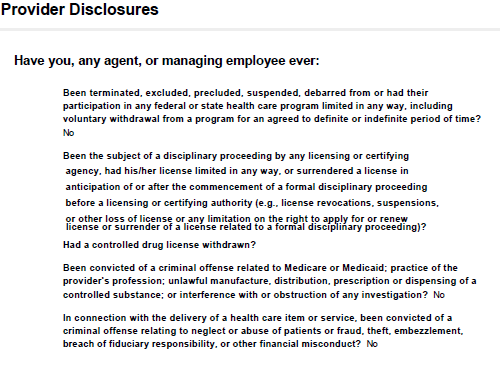 Provider Disclosures
Have you, any agent, or managing employee ever:
Been terminated, excluded, precluded, suspended, debarred from or had their
participation in any federal or state health care program limited in any way, including
voluntary withdrawal from a program for an agreed to definite or indefinite period of time?
No
Been the subject of a disciplinary proceeding by any licensing or certifying
agency, had his/her license limited in any way, or surrendered a license in
anticipation of or after the commencement of a formal disciplinary proceeding
before a licensing or certifying authority (e.g., license revocations, suspensions,
or other loss of license or any limitation on the right to apply for or renew
license or surrender of a license related to a formal disciplinary proceeding)?
Had a controlled drug license withdrawn?
Been convicted of a criminal offense related to Medicare or Medicaid; practice of the
provider's profession; unlawful manufacture, distribution, prescription or dispensing of a
controlled substance; or interference with or obstruction of any investigation? No
In connection with the delivery of a health care item or service, been convicted of a
criminal offense relating to neglect or abuse of patients or fraud, theft, embezzlement,
breach of fiduciary responsibility, or other financial misconduct? No